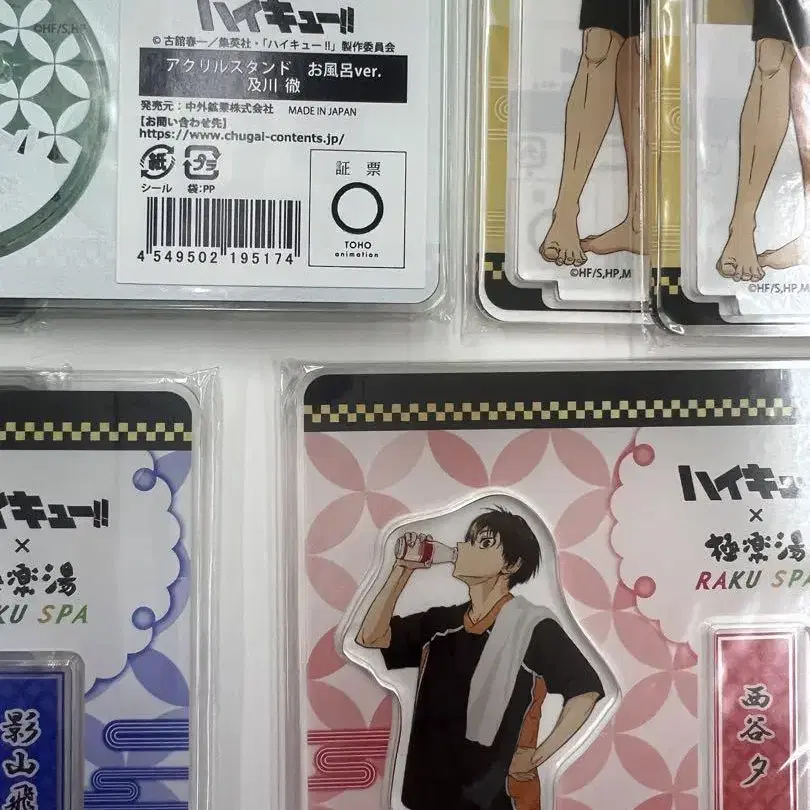 ©HF/S,HP
ハイキュー!!
© 古舘春一／集英社・「ハイキュー!!」製作委員会
アクリルスタンド お風呂ver.
及川 徹
発売元：中外鉱業株式会社 MADE IN JAPAN
【お問い合わせ先】
https://www.chugai-contents.jp/
紙 プラ
シール 袋:PP
証 票
TOHO
animation
4 549502 195174
©HF/S,HP,M
©HF/S,HP,M
イキュー!!
×
楽湯
KU SPA
影山飛
ハイキュ
×
極楽湯
RAKU SP
西谷夕